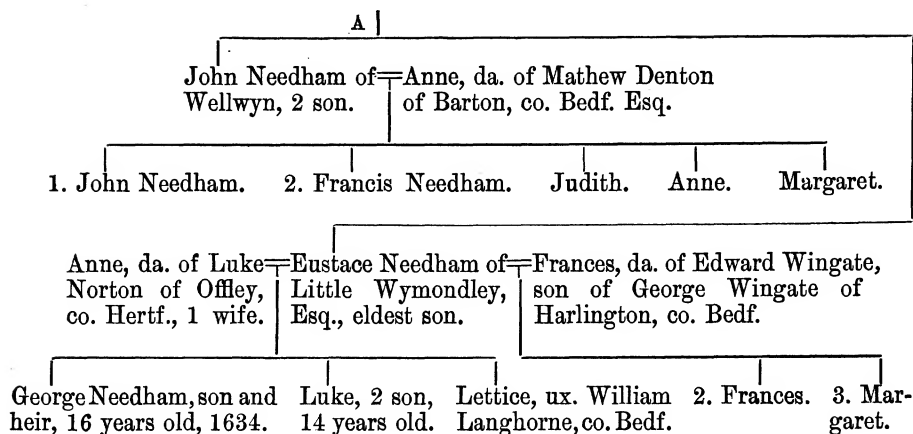 A
John Needham of=Anne, da. of Mathew Denton
Wellwyn, 2 son. of Barton, co. Bedf. Esq.
1. John Needham. 2. Francis Needham. Judith. Anne. Margaret.
Anne, da. of Luke=Eustace Needham of=Frances, da. of Edward Wingate,
Norton of Offley, Little Wymondley, son of George Wingate of
co. Hertf., 1 wife. Esq., eldest son. Harlington, co. Bedf.
George Needham, son and Luke, 2 son, Lettice, ux. William 2. Frances. 3. Mar-
heir, 16 years old, 1634. 14 years old. Langhorne, co. Bedf. garet.